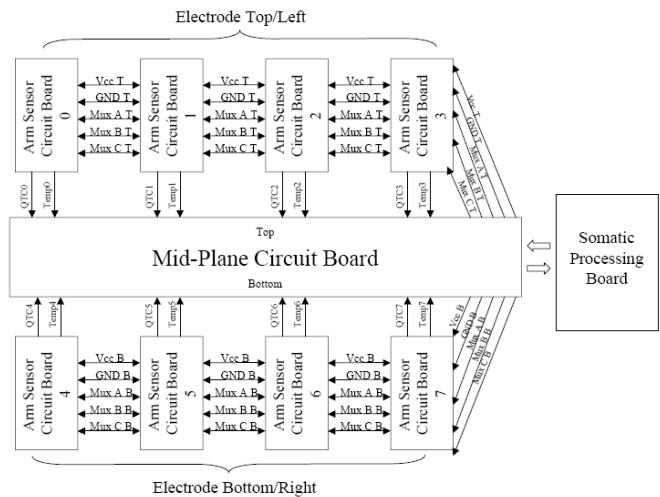 Electrode Top/Left
Arm Sensor
Circuit Board
0
Vcc T
GND T
Mux A T
Mux B T
Mux C T
Arm Sensor
Circuit Board
1
Vcc T
GND T
Mux A T
Mux B T
Mux C T
Arm Sensor
Circuit Board
2
Vcc T
GND T
Mux A T
Mux B T
Mux C T
Arm Sensor
Circuit Board
3
Vcc T
GND T
Mux A T
Mux B T
Mux C T
QTC0
Temp0
QTC1
Temp1
QTC2
Temp2
QTC3
Temp3
Top
Mid-Plane Circuit Board
Bottom
Somatic
Processing
Board
QTC4
Temp4
QTC5
Temp5
QTC6
Temp6
QTC7
Temp7
Vcc B
GND B
Mux A B
Mux B B
Mux C B
Arm Sensor
Circuit Board
4
Vcc B
GND B
Mux A B
Mux B B
Mux C B
Arm Sensor
Circuit Board
5
Vcc B
GND B
Mux A B
Mux B B
Mux C B
Arm Sensor
Circuit Board
6
Vcc B
GND B
Mux A B
Mux B B
Mux C B
Arm Sensor
Circuit Board
7
Electrode Bottom/Right